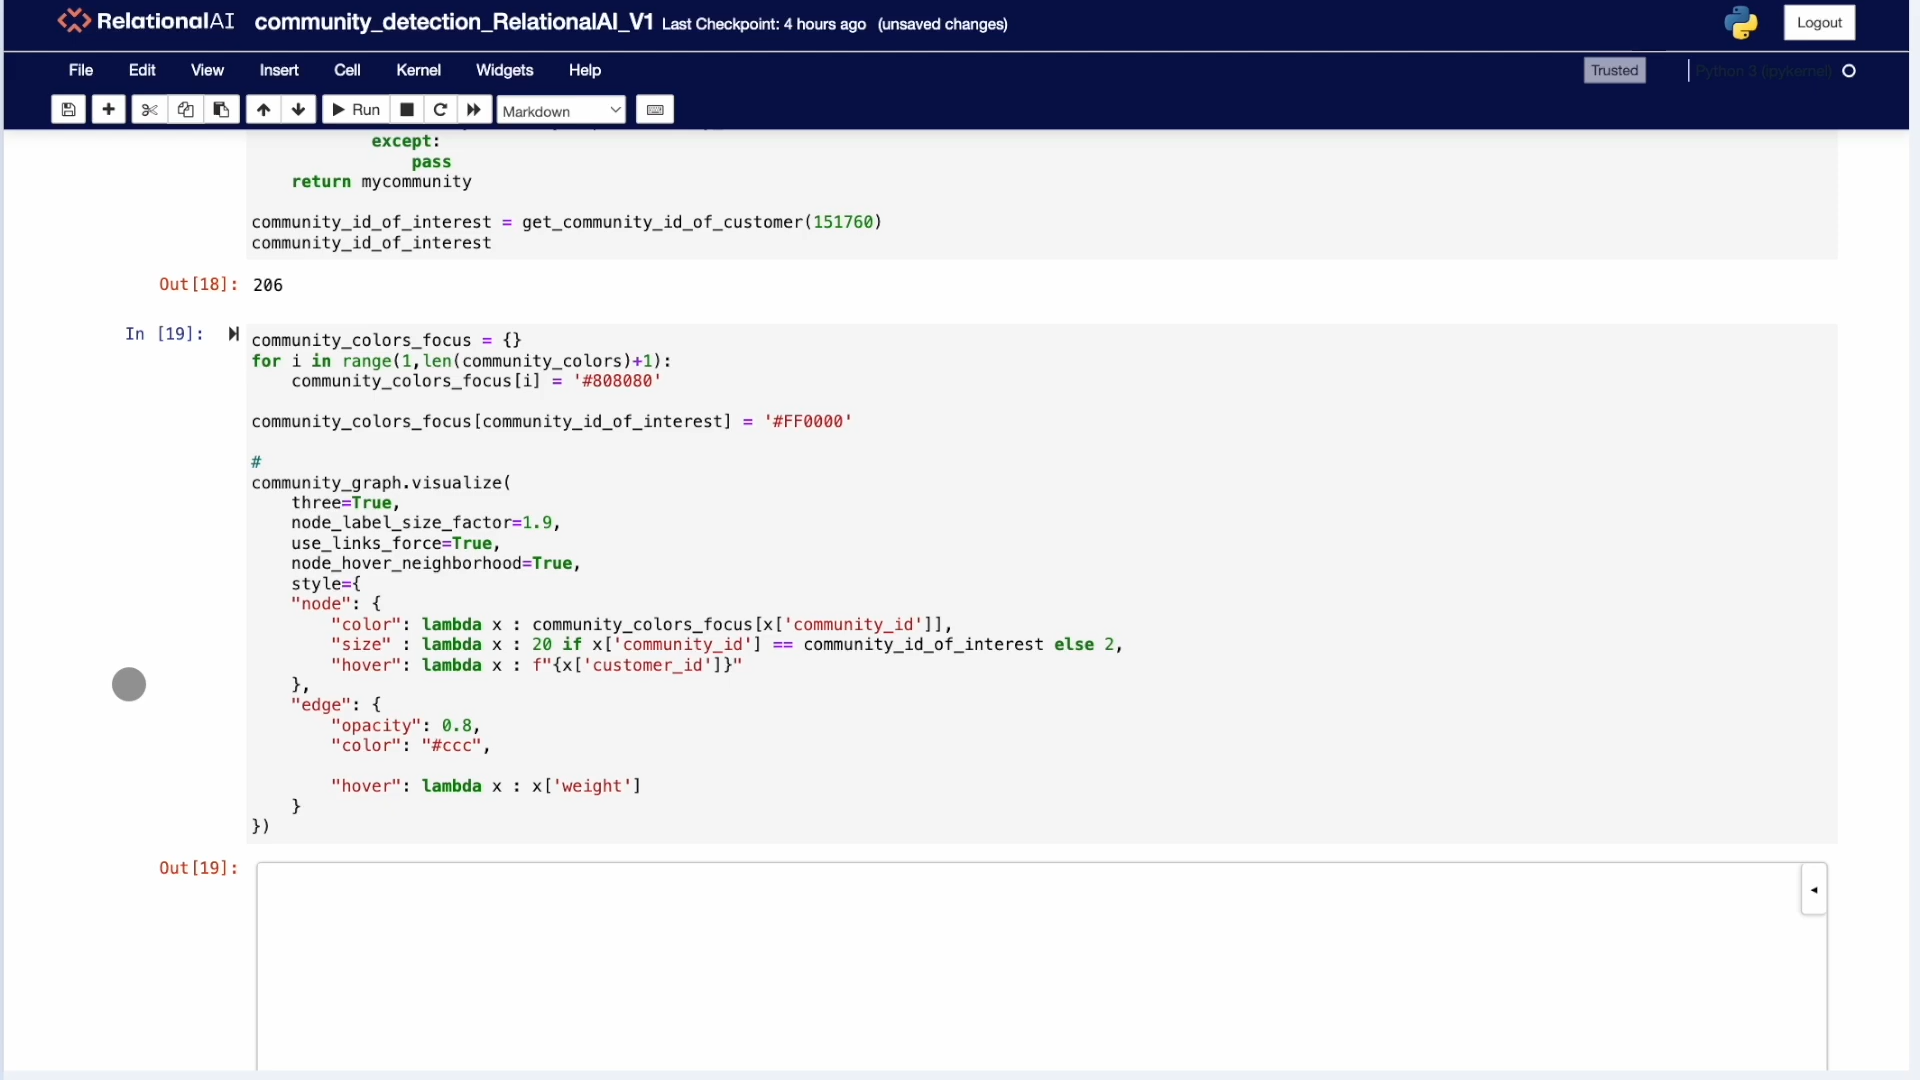 RelationalAI community_detection_RelationalAI_V1 Last Checkpoint: 4 hours ago (unsaved changes) Logout
File Edit View Insert Cell Kernel Widgets Help Trusted Python 3 (ipykernel)
Run Markdown
except:
pass
return mycommunity
community_id_of_interest = get_community_id_of_customer(151760)
community_id_of_interest
Out[18]: 206
In [19]: community_colors_focus = {}
for i in range(1,len(community_colors)+1):
community_colors_focus[i] = '#808080'
community_colors_focus[community_id_of_interest] = '#FF0000'
#
community_graph.visualize(
three=True,
node_label_size_factor=1.9,
use_links_force=True,
node_hover_neighborhood=True,
style={
"node": {
"color": lambda x : community_colors_focus[x['community_id']],
"size" : lambda x : 20 if x['community_id'] == community_id_of_interest else 2,
"hover": lambda x : f"{x['customer_id']}"
},
"edge": {
"opacity": 0.8,
"color": "#ccc",
"hover": lambda x : x['weight']
}
})
Out[19]: